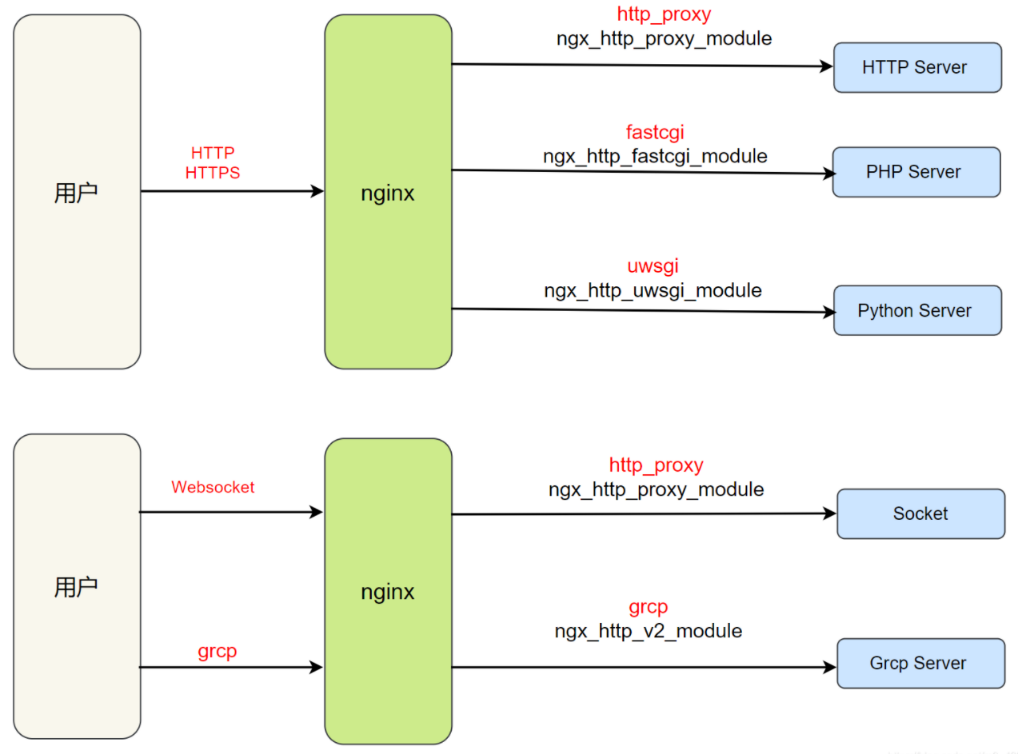 http_proxy
ngx_http_proxy_module
HTTP Server
fastcgi
ngx_http_fastcgi_module
PHP Server
HTTP
HTTPS
用户
nginx
uwsgi
ngx_http_uwsgi_module
Python Server
http_proxy
ngx_http_proxy_module
Websocket
Socket
用户
nginx
grcp
ngx_http_v2_module
grcp
Grcp Server